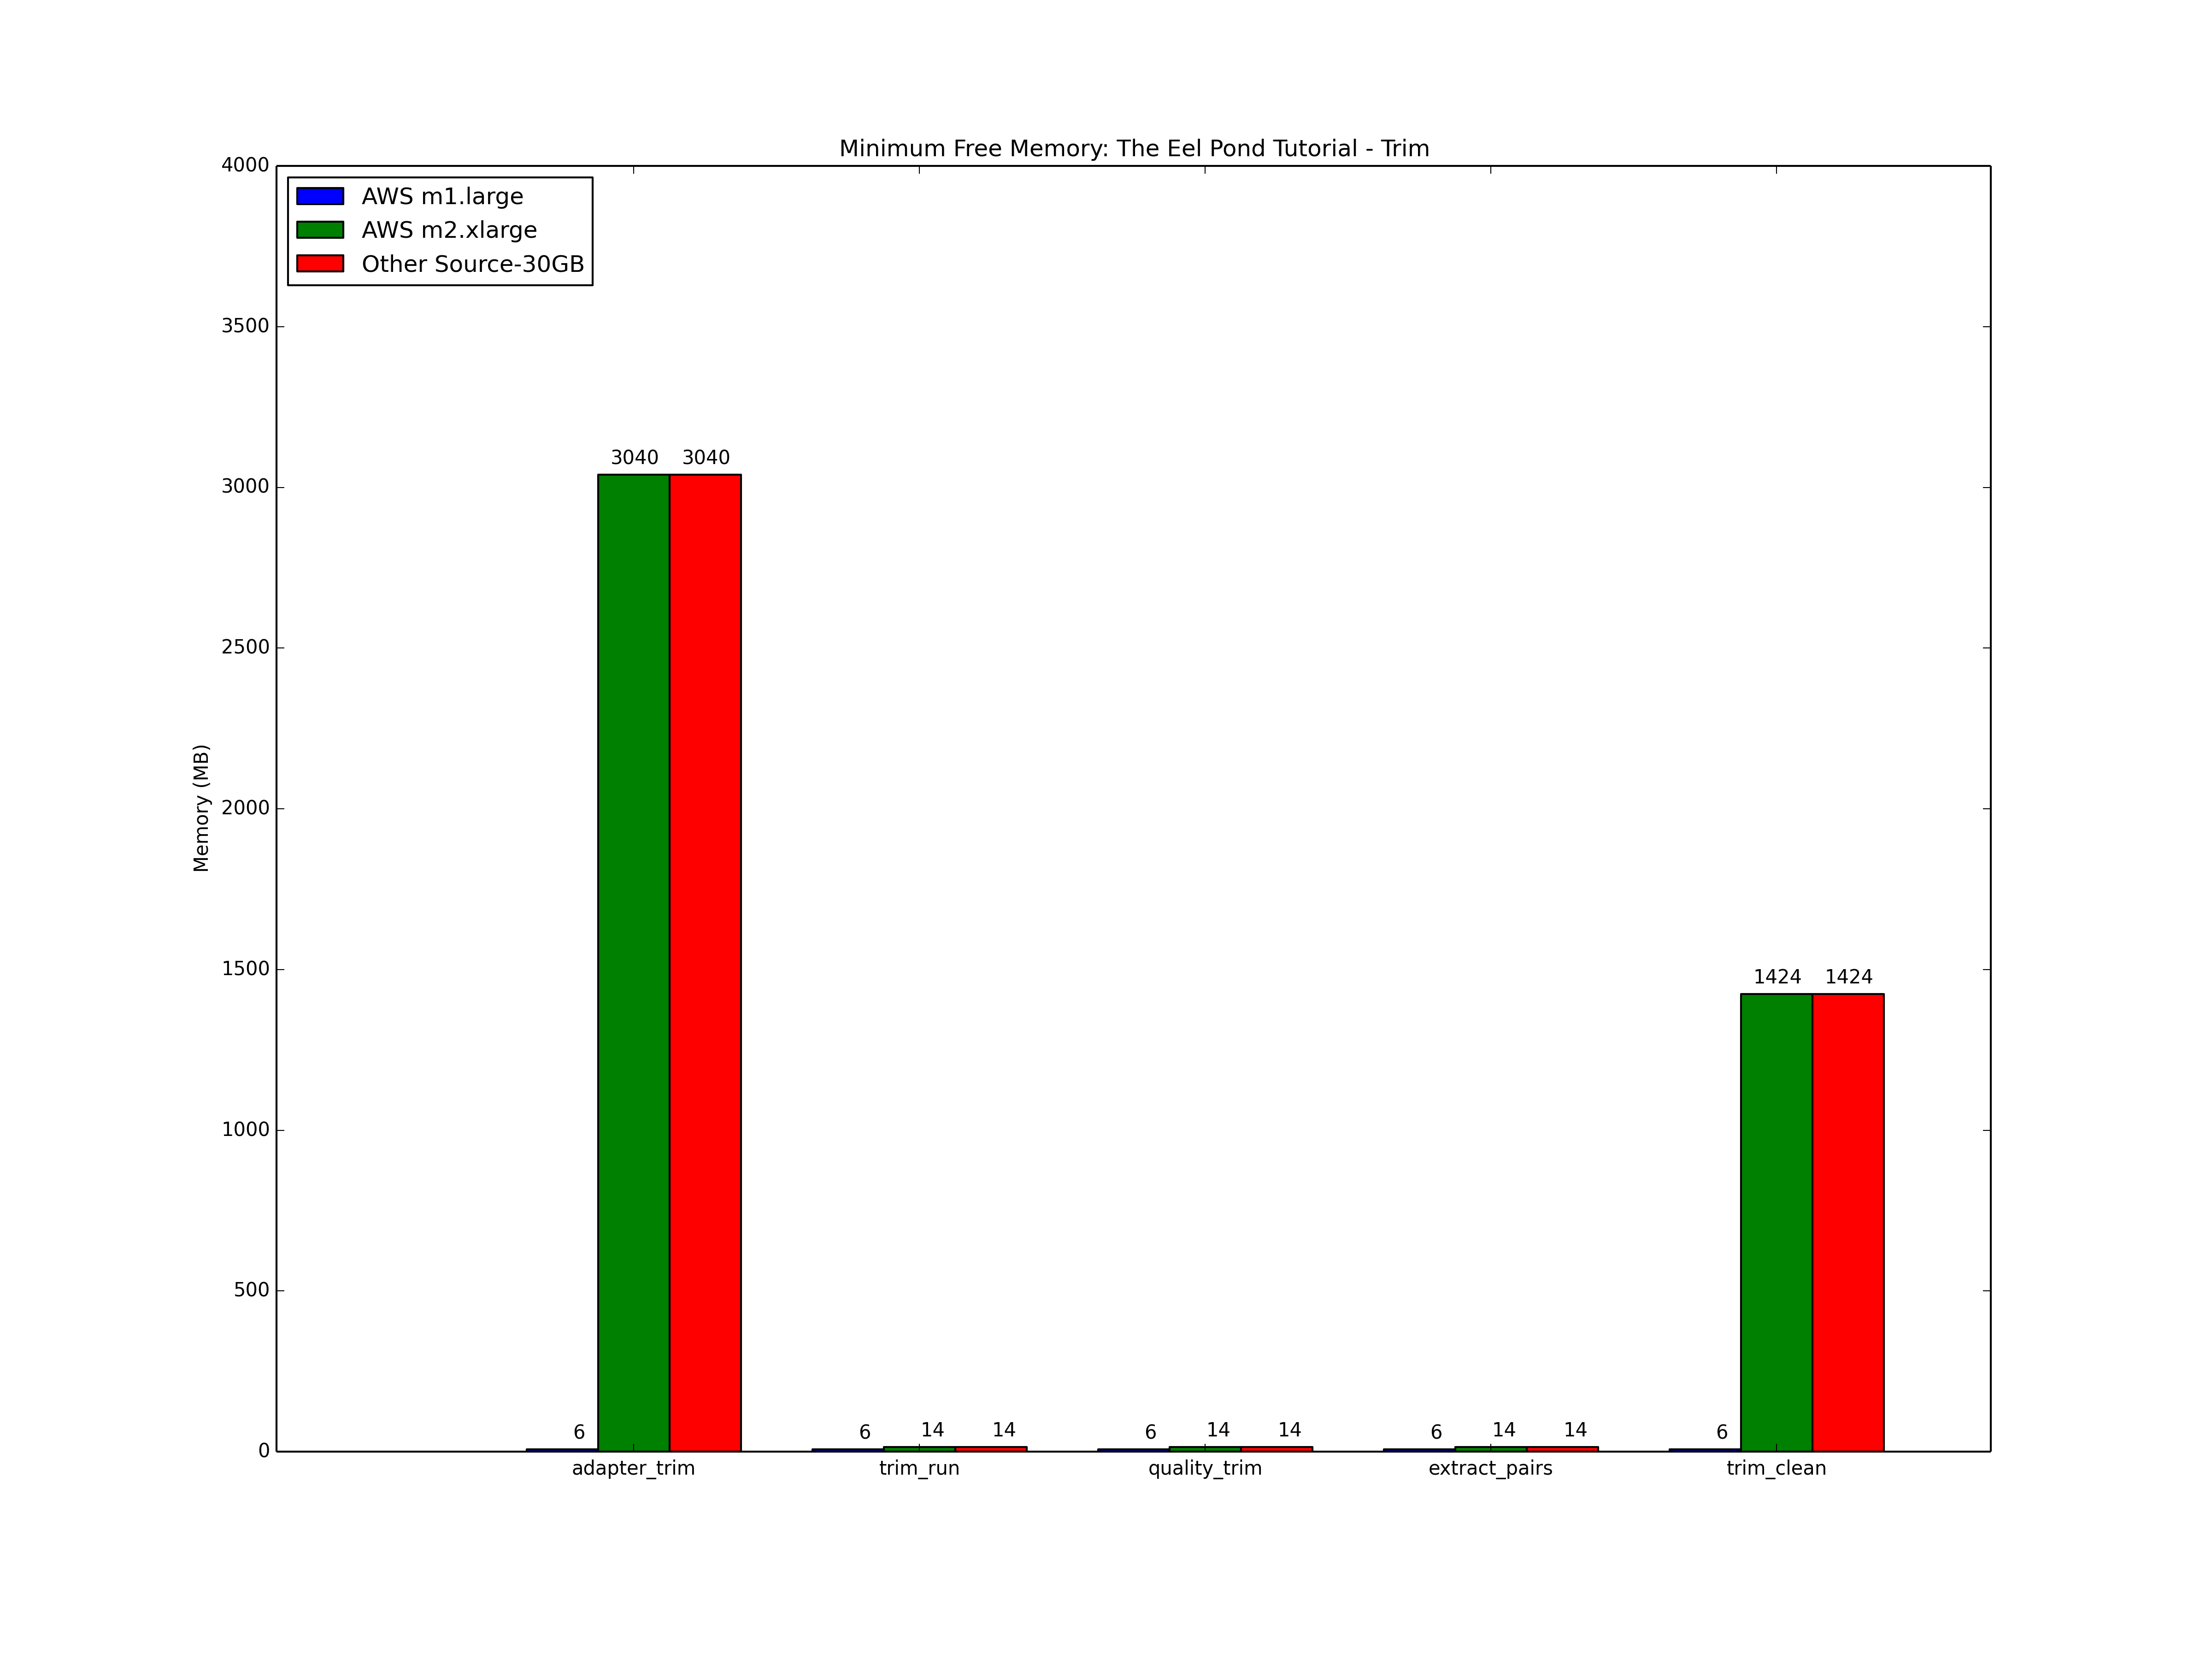 Minimum Free Memory: The Eel Pond Tutorial - Trim
4000
3500
3000
2500
2000
1500
1000
500
0
Memory (MB)
AWS m1.large
AWS m2.xlarge
Other Source-30GB
6 3040 3040
6 14 14
6 14 14
6 14 14
6 1424 1424
adapter_trim trim_run quality_trim extract_pairs trim_clean